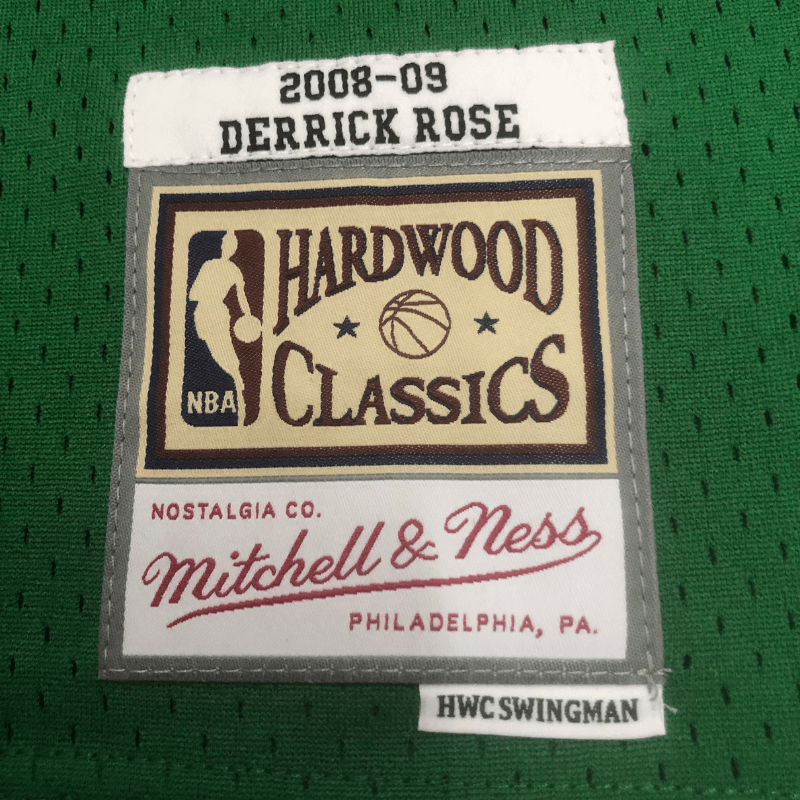 2008-09
DERRICK ROSE
HARDWOOD
CLASSICS
NBA
NOSTALGIA CO.
Mitchell & Ness
PHILADELPHIA, PA.
HWC SWINGMAN